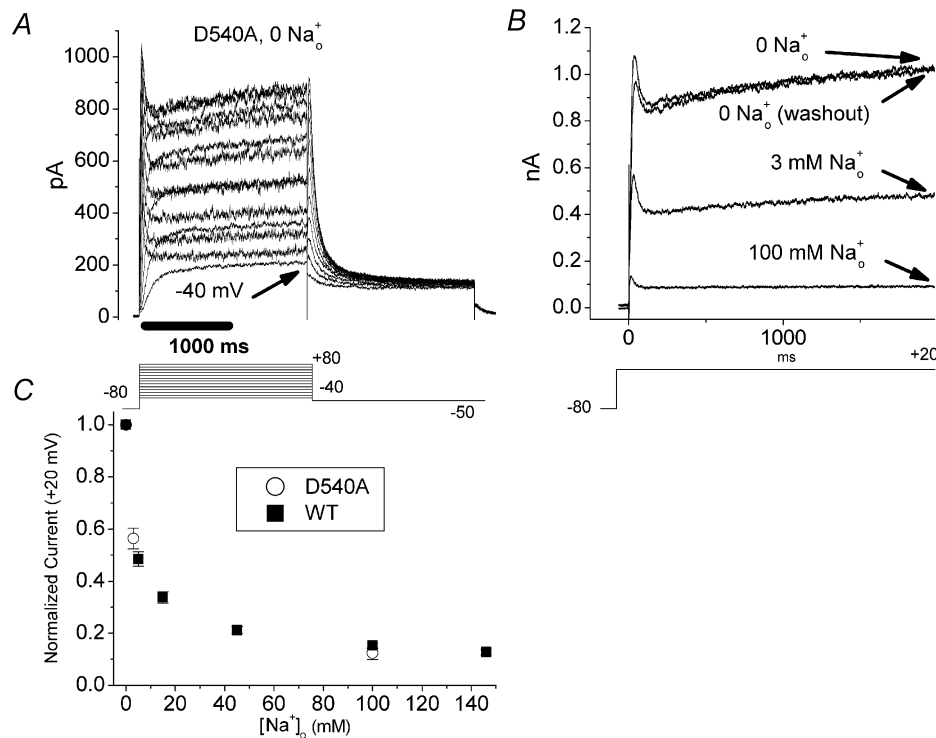 A
D540A, 0 Na⁺ₒ
1000
800
600
400
200
0
pA
-40 mV
1000 ms
-80
+80
-40
-50
B
1.2
1.0
0.8
0.6
0.4
0.2
0.0
nA
0 Na⁺ₒ
0 Na⁺ₒ (washout)
3 mM Na⁺ₒ
100 mM Na⁺ₒ
0
1000
ms
+20
-80
C
1.0
0.8
0.6
0.4
0.2
0.0
Normalized Current (+20 mV)
D540A
WT
0
20
40
60
80
100
120
140
[Na⁺]ₒ (mM)